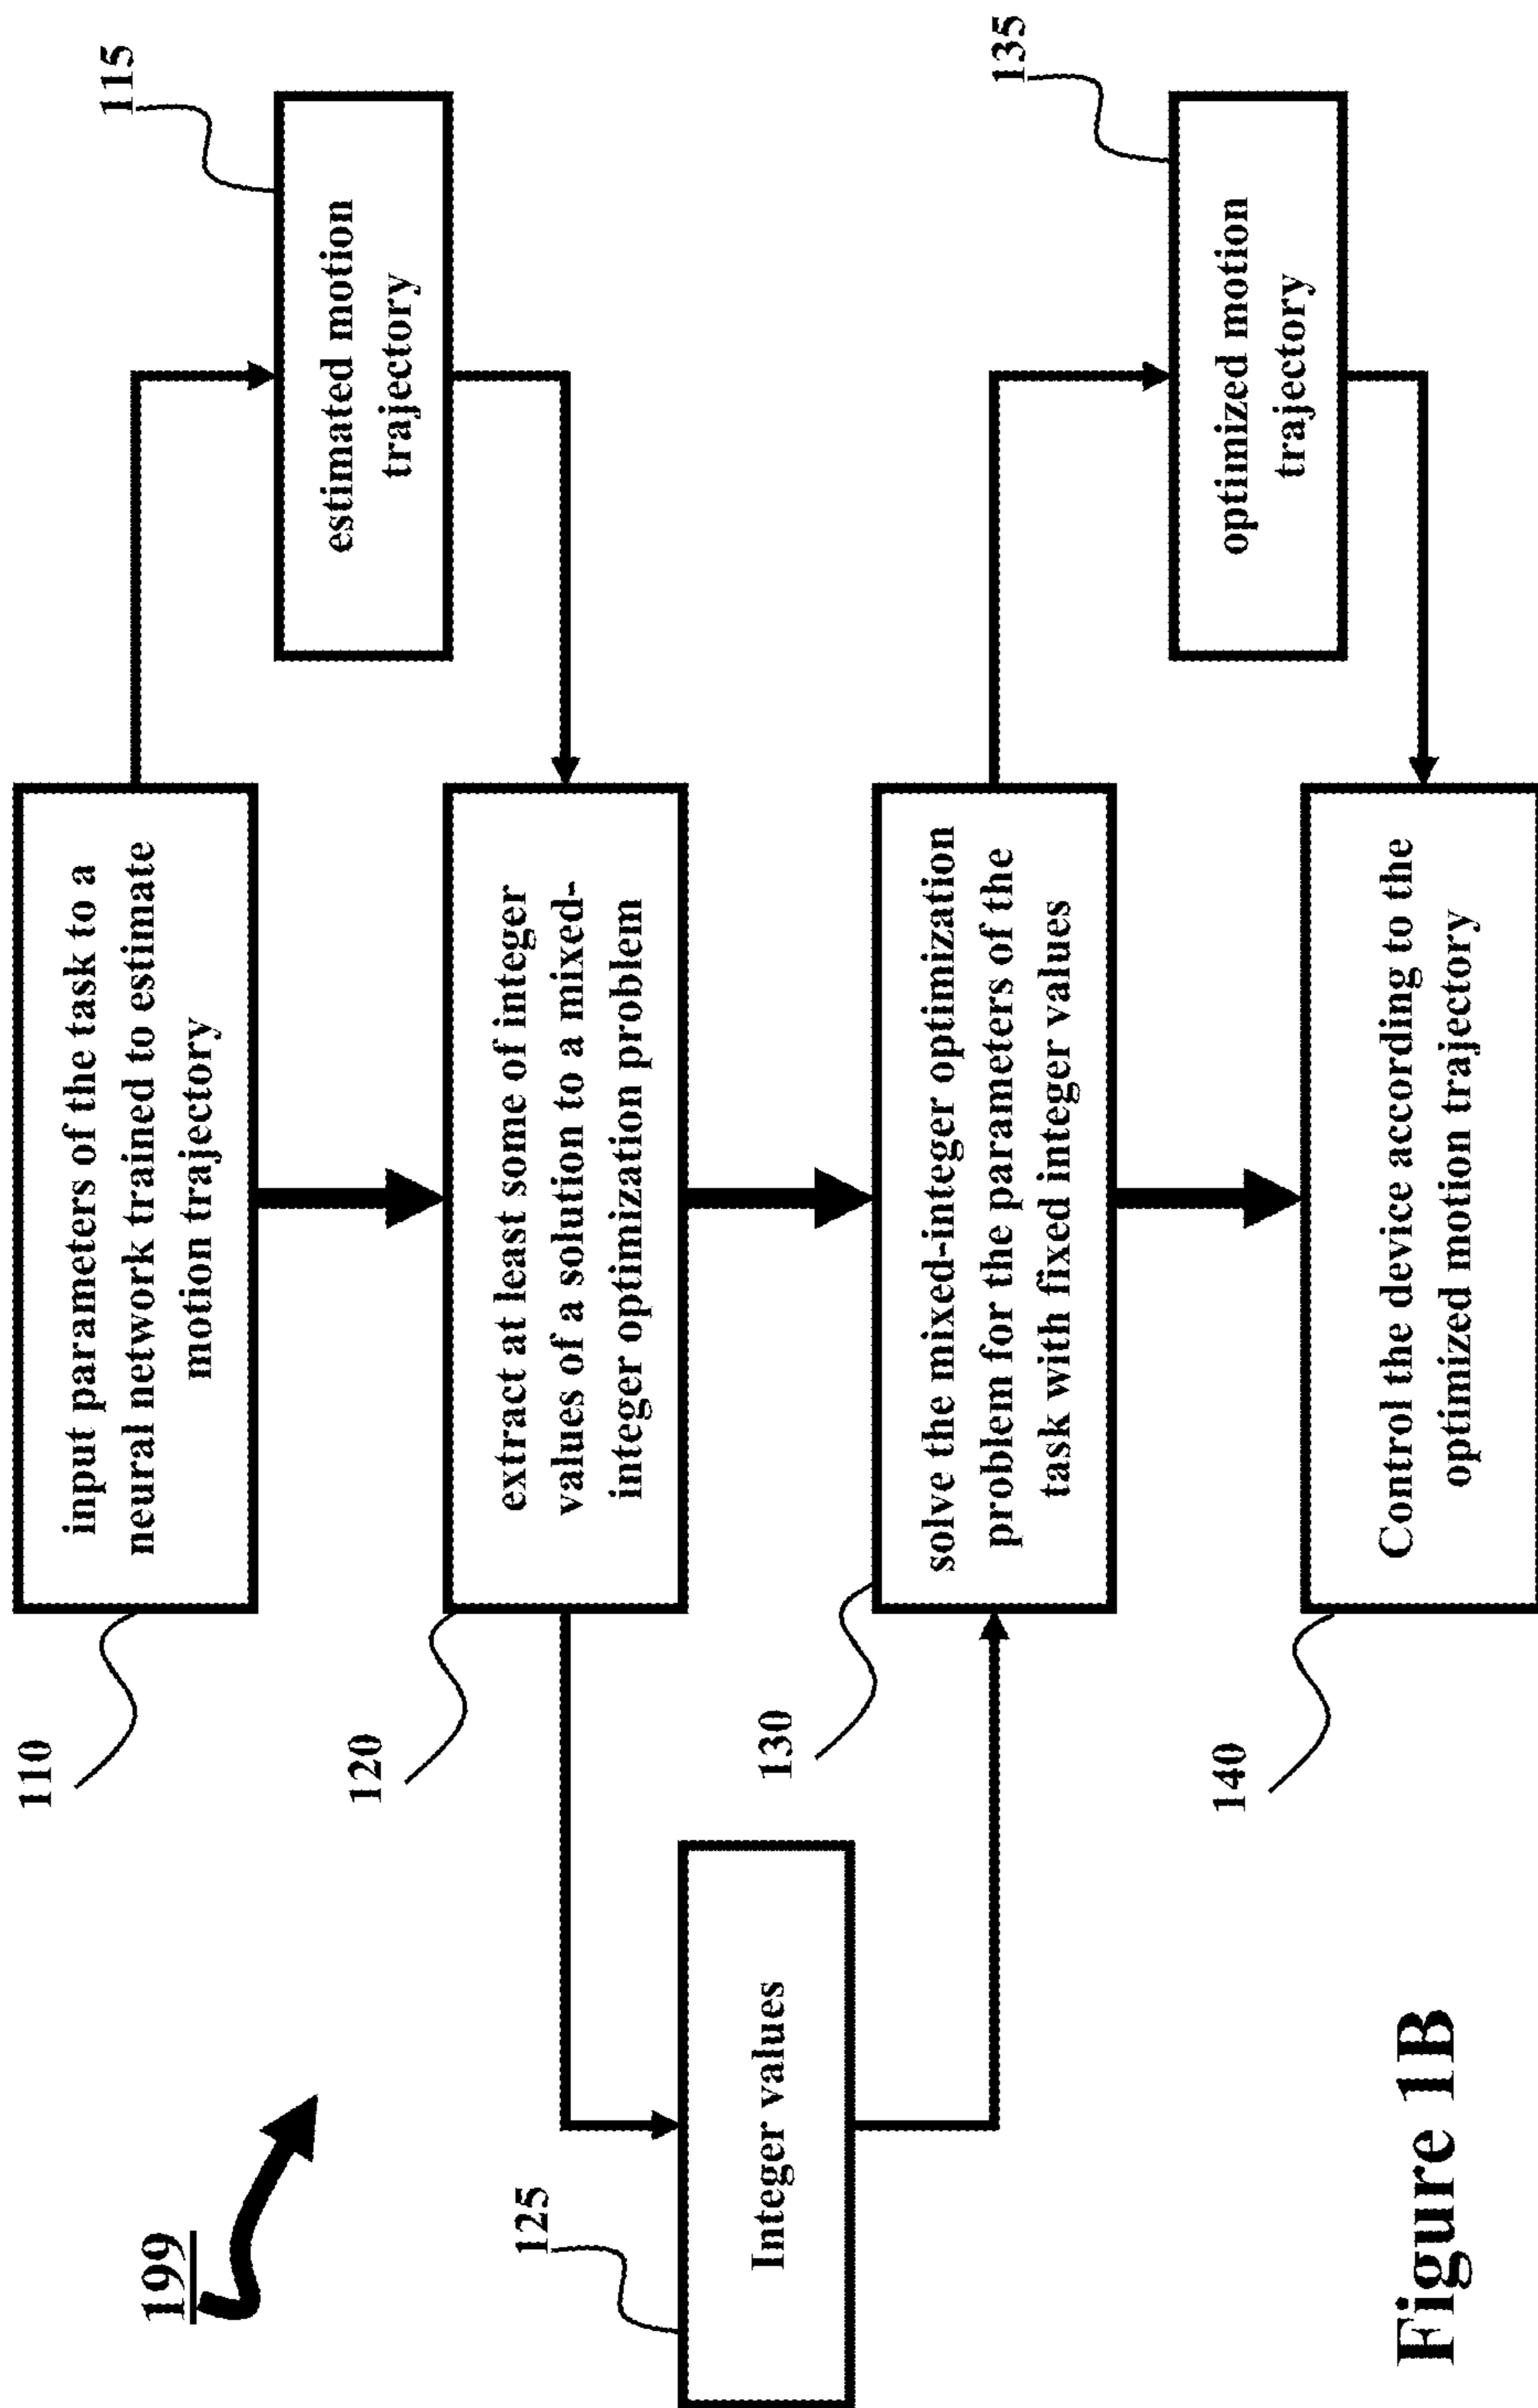 199
110
input parameters of the task to a
neural network trained to estimate
motion trajectory
115
estimated motion
trajectory
120
extract at least some of integer
values of a solution to a mixed-
integer optimization problem
125
Integer values
130
solve the mixed-integer optimization
problem for the parameters of the
task with fixed integer values
135
optimized motion
trajectory
140
Control the device according to the
optimized motion trajectory
Figure 1B